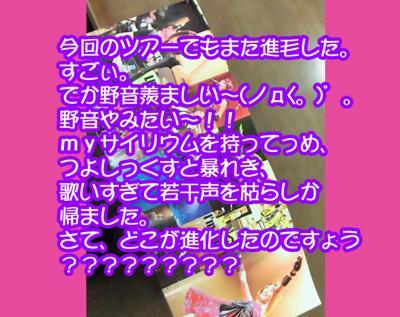 今回のツアーでもまた進毛した。
すごぃ。
でか野音羨ましい～(ノдく。)゛。
野音やみたい～！！
ｍｙサイリウムを持ってつめ、
つよしっくすと暴れき、
歌いすぎて若干声を枯らしか
帰ました。
さて、どこが進化したのですょう
？？？？？？？？？